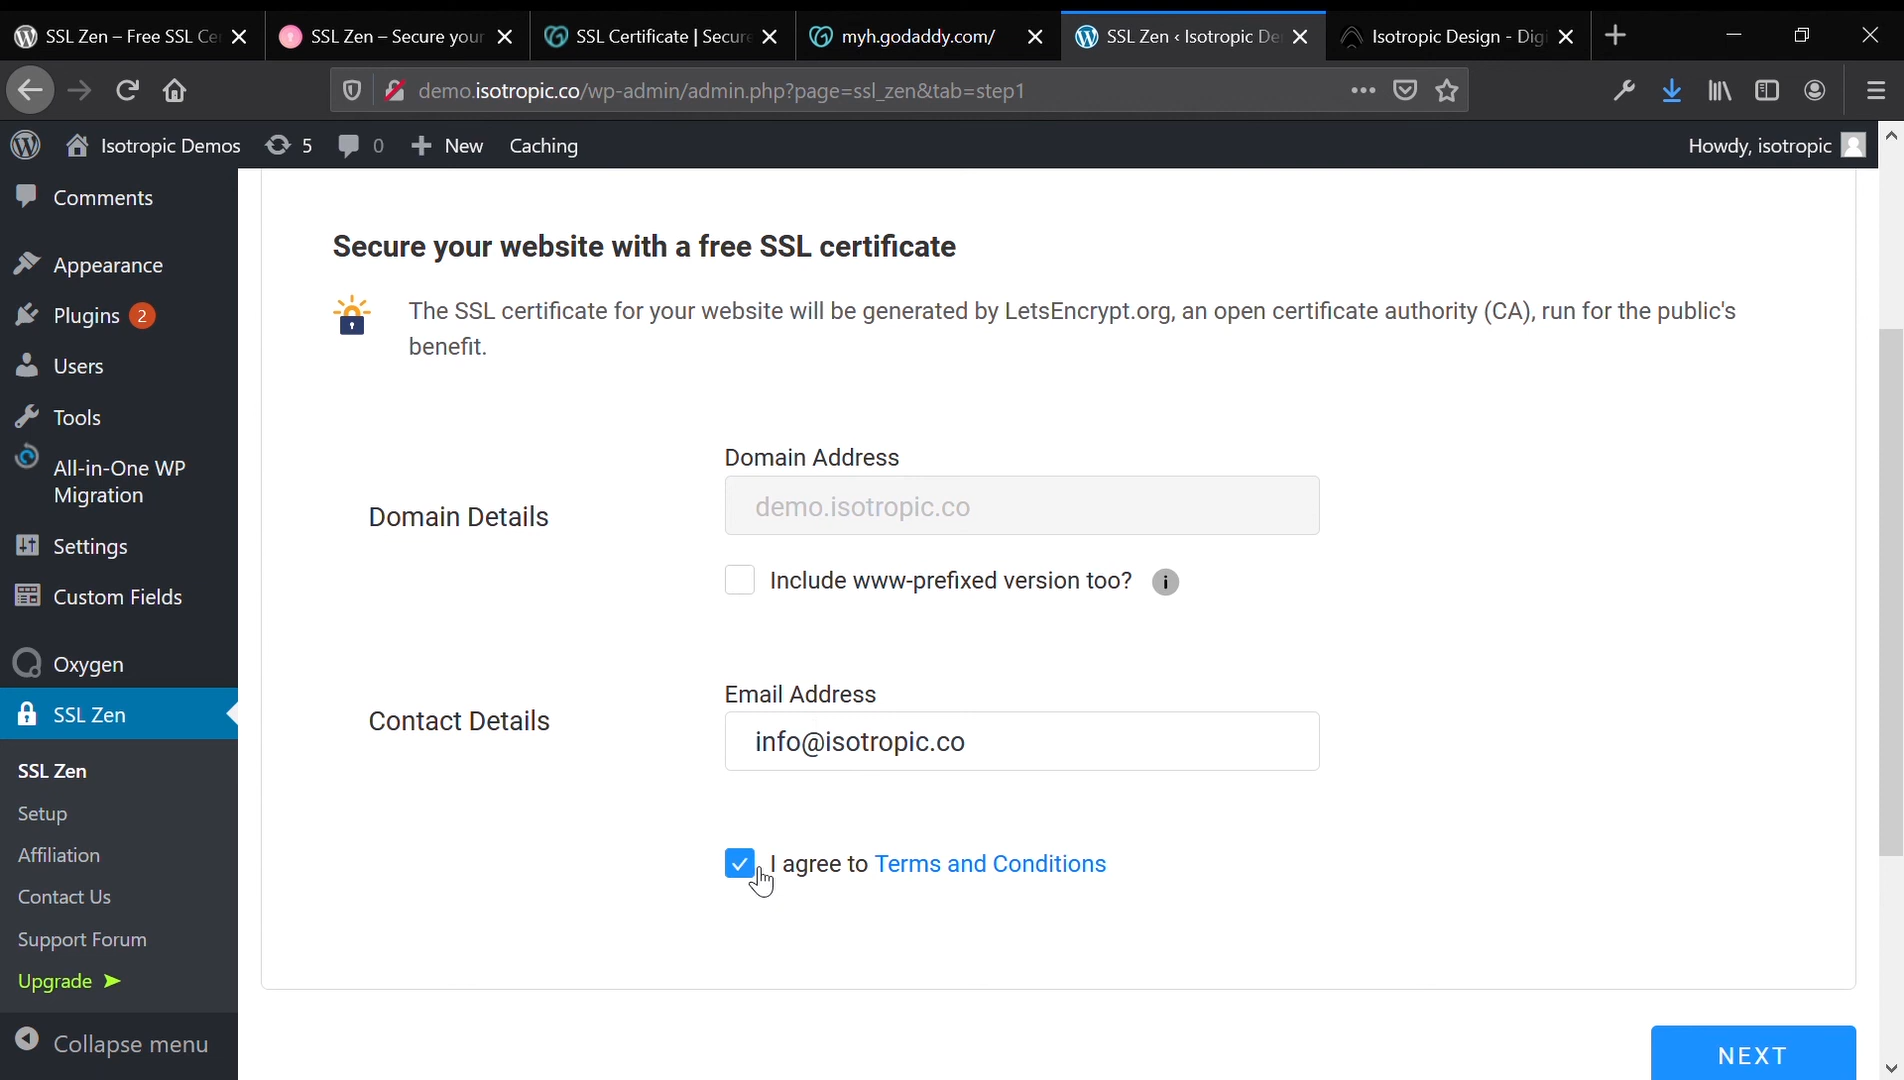 SSL Zen – Free SSL Ce
SSL Zen – Secure your
SSL Certificate | Secure
myh.godaddy.com/
SSL Zen ‹ Isotropic De
Isotropic Design - Digi
demo.isotropic.co/wp-admin/admin.php?page=ssl_zen&tab=step1
Isotropic Demos
5
0
New
Caching
Howdy, isotropic
Comments
Appearance
Plugins 2
Users
Tools
All-in-One WP
Migration
Settings
Custom Fields
Oxygen
SSL Zen
SSL Zen
Setup
Affiliation
Contact Us
Support Forum
Upgrade ➤
Collapse menu
Secure your website with a free SSL certificate
The SSL certificate for your website will be generated by LetsEncrypt.org, an open certificate authority (CA), run for the public's
benefit.
Domain Details
Domain Address
demo.isotropic.co
Include www-prefixed version too?
Contact Details
Email Address
info@isotropic.co
I agree to Terms and Conditions
NEXT